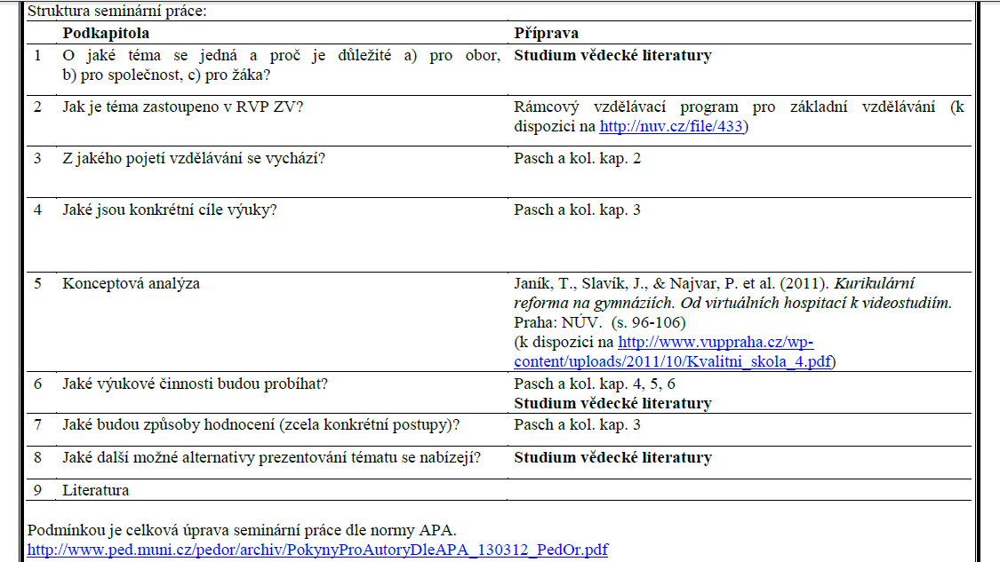 Struktura seminární práce:
Podkapitola Příprava
1 O jaké téma se jedná a proč je důležité a) pro obor, Studium vědecké literatury
b) pro společnost, c) pro žáka?
2 Jak je téma zastoupeno v RVP ZV? Rámcový vzdělávací program pro základní vzdělávání (k
dispozici na http://nuv.cz/file/433)
3 Z jakého pojetí vzdělávání se vychází? Pasch a kol. kap. 2
4 Jaké jsou konkrétní cíle výuky? Pasch a kol. kap. 3
5 Konceptová analýza Janík, T., Slavík, J., & Najvar, P. et al. (2011). Kurikulární
reforma na gymnáziích. Od virtuálních hospitací k videostudiím.
Praha: NÚV. (s. 96-106)
(k dispozici na http://www.vuppraha.cz/wp-
content/uploads/2011/10/Kvalitni_skola_4.pdf)
6 Jaké výukové činnosti budou probíhat? Pasch a kol. kap. 4, 5, 6
Studium vědecké literatury
7 Jaké budou způsoby hodnocení (zcela konkrétní postupy)? Pasch a kol. kap. 3
8 Jaké další možné alternativy prezentování tématu se nabízejí? Studium vědecké literatury
9 Literatura
Podmínkou je celková úprava seminární práce dle normy APA.
http://www.ped.muni.cz/pedor/archiv/PokynyProAutoryDleAPA_130312_PedOr.pdf